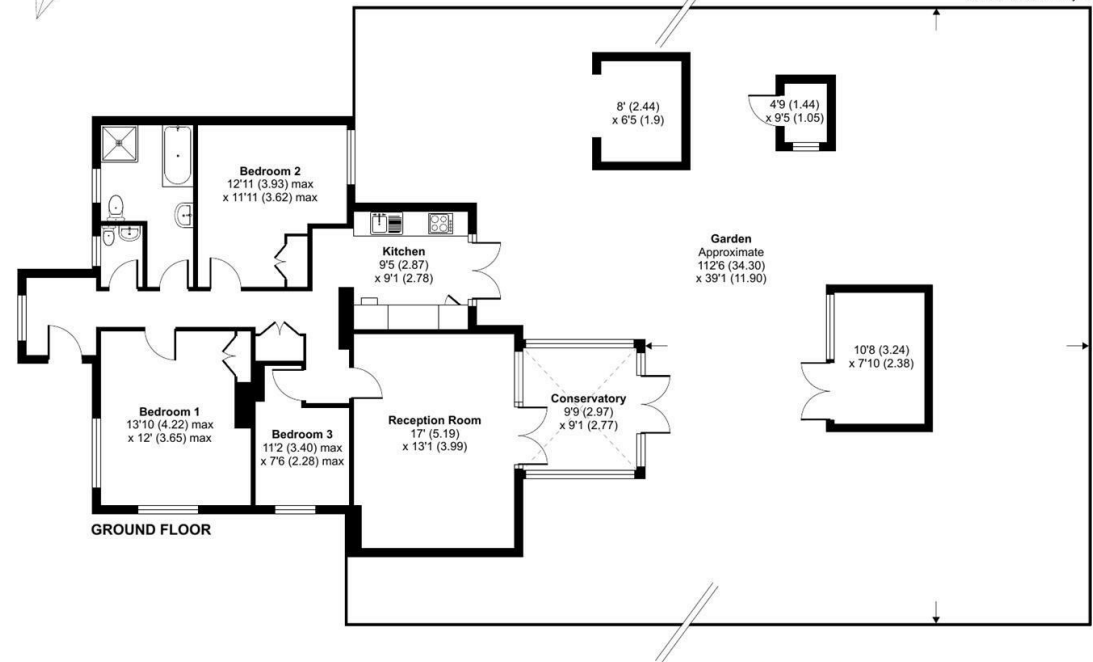 8' (2.44)
x 6'5 (1.9)
4'9 (1.44)
x 9'5 (1.05)
Bedroom 2
12'11 (3.93) max
x 11'11 (3.62) max
Kitchen
9'5 (2.87)
x 9'1 (2.78)
Garden
Approximate
112'6 (34.30)
x 39'1 (11.90)
10'8 (3.24)
x 7'10 (2.38)
Bedroom 1
13'10 (4.22) max
x 12' (3.65) max
Bedroom 3
11'2 (3.40) max
x 7'6 (2.28) max
Reception Room
17' (5.19)
x 13'1 (3.99)
Conservatory
9'9 (2.97)
x 9'1 (2.77)
GROUND FLOOR